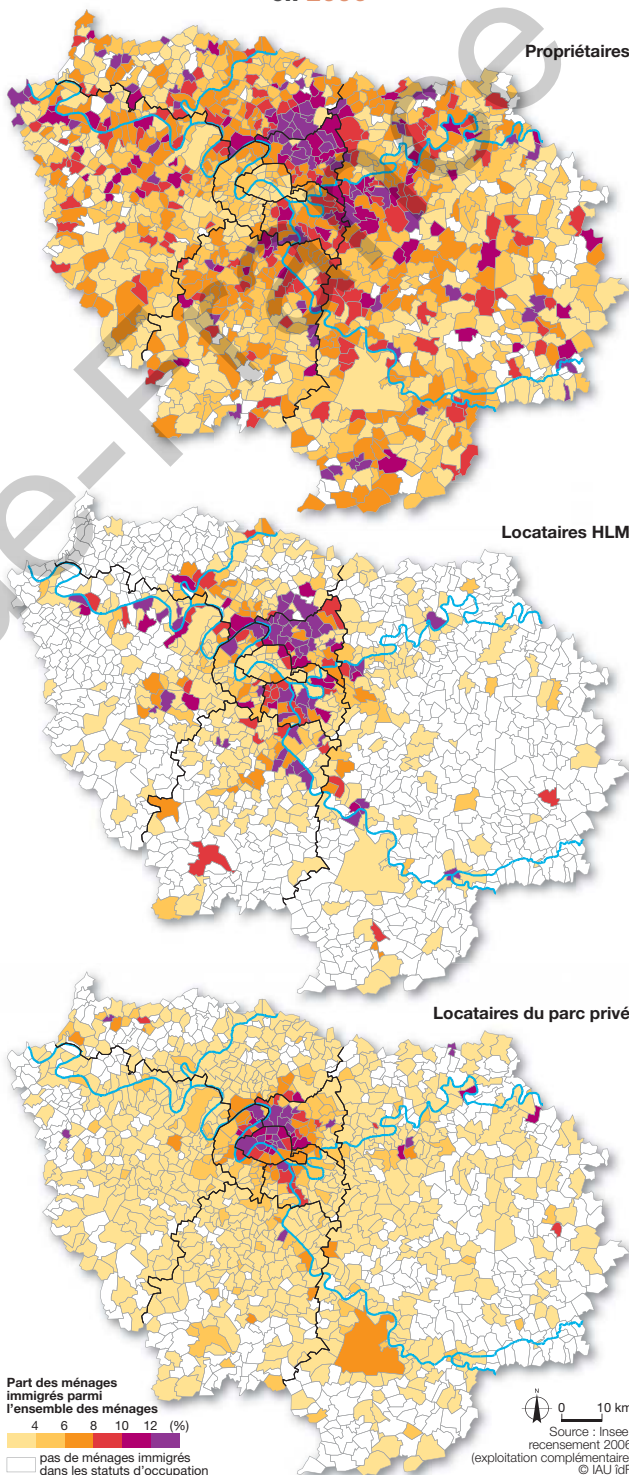 en 2006
Propriétaires
Locataires HLM
Locataires du parc privé
Part des ménages
immigrés parmi
l'ensemble des ménages
4 6 8 10 12 (%)
pas de ménages immigrés
dans les statuts d'occupation
N
0 10 km
Source : Insee
recensement 2006
(exploitation complémentaire
© IAU îdF